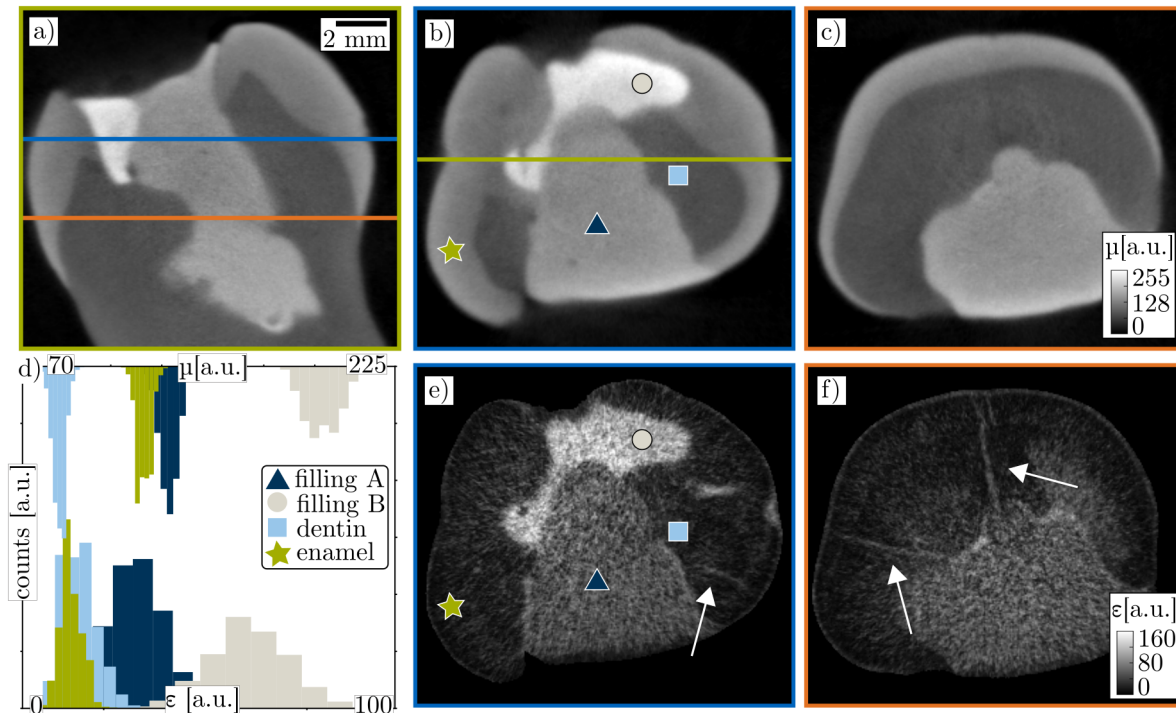 a)
2 mm
b)
c)
µ[a.u.]
255
128
0
d)
70
µ[a.u.]
225
counts [a.u.]
filling A
filling B
dentin
enamel
0
ε [a.u.]
100
e)
f)
ε[a.u.]
160
80
0